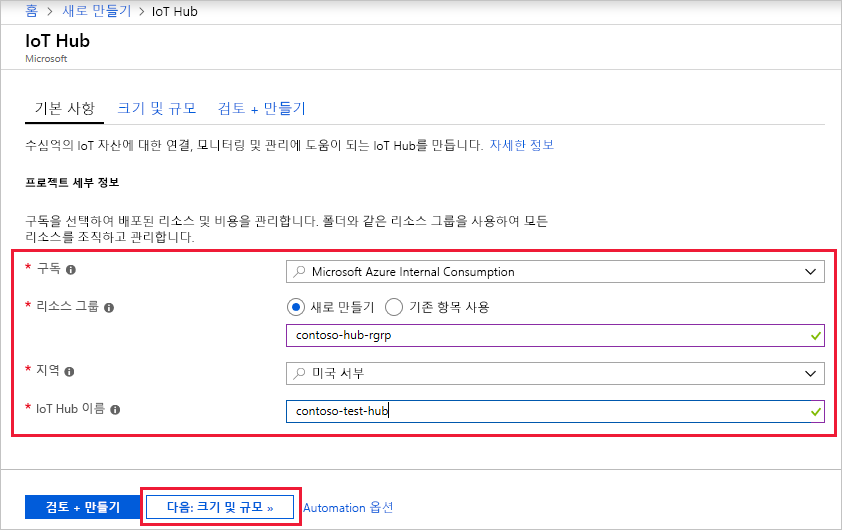 홈 > 새로 만들기 > IoT Hub
IoT Hub
Microsoft
기본 사항 크기 및 규모 검토 + 만들기
수십억의 IoT 자산에 대한 연결, 모니터링 및 관리에 도움이 되는 IoT Hub를 만듭니다. 자세한 정보
프로젝트 세부 정보
구독을 선택하여 배포된 리소스 및 비용을 관리합니다. 폴더와 같은 리소스 그룹을 사용하여 모든
리소스를 조직하고 관리합니다.
* 구독 Microsoft Azure Internal Consumption
* 리소스 그룹 새로 만들기 기존 항목 사용
contoso-hub-rgrp
* 지역 미국 서부
* IoT Hub 이름 contoso-test-hub
검토 + 만들기 다음: 크기 및 규모 » Automation 옵션